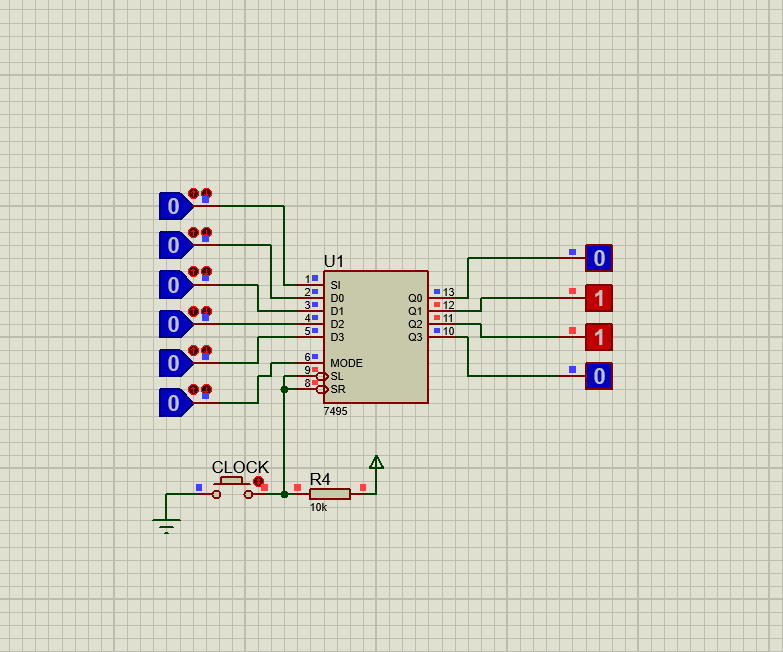 0
0
0
0
0
0
U1
1 SI
2 D0
3 D1
4 D2
5 D3
6 MODE
9 SL
8 SR
Q0 13
Q1 12
Q2 11
Q3 10
7495
0
1
1
0
CLOCK
R4
10k